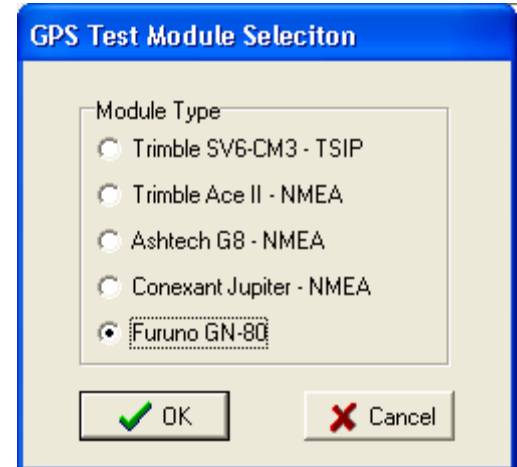 GPS Test Module Seleciton
Module Type
Trimble SV6-CM3 - TSIP
Trimble Ace II - NMEA
Ashtech G8 - NMEA
Conexant Jupiter - NMEA
Furuno GN-80
OK
Cancel